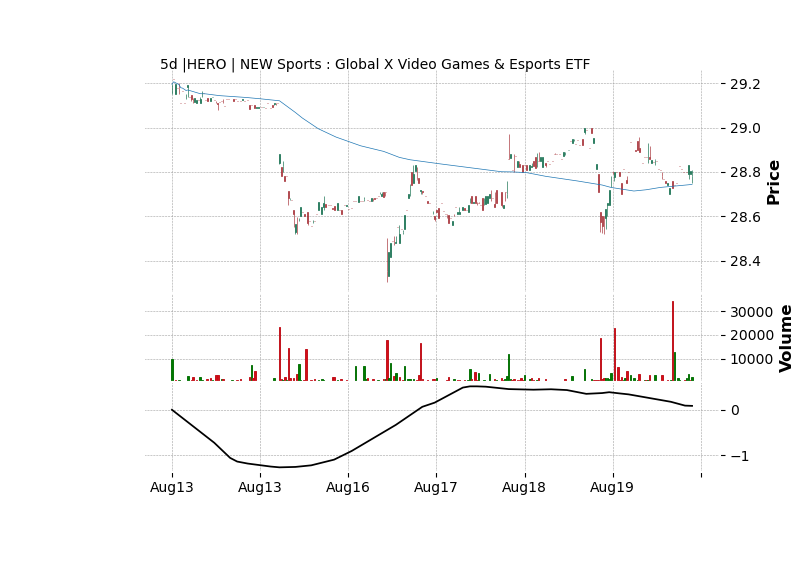 5d |HERO | NEW Sports : Global X Video Games & Esports ETF
29.2
29.0
28.8
28.6
28.4
Price
30000
20000
10000
Volume
0
−1
Aug13 Aug13 Aug16 Aug17 Aug18 Aug19